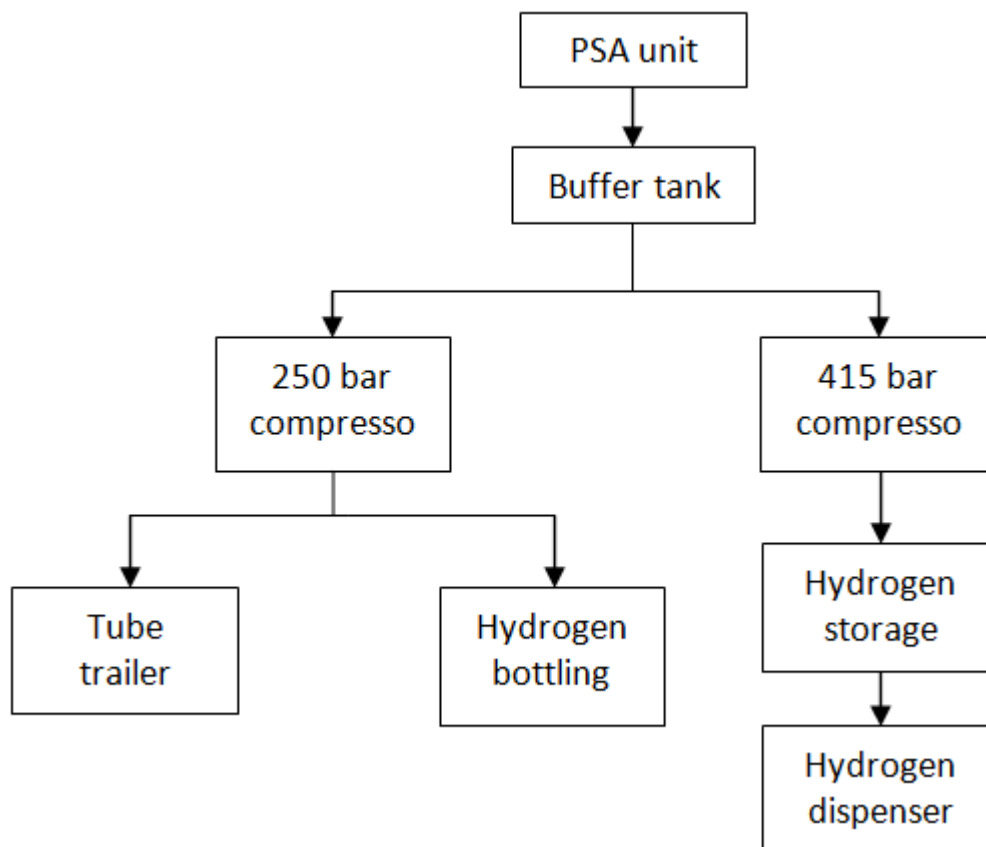 PSA unit
Buffer tank
250 bar
compresso
415 bar
compresso
Tube
trailer
Hydrogen
bottling
Hydrogen
storage
Hydrogen
dispenser